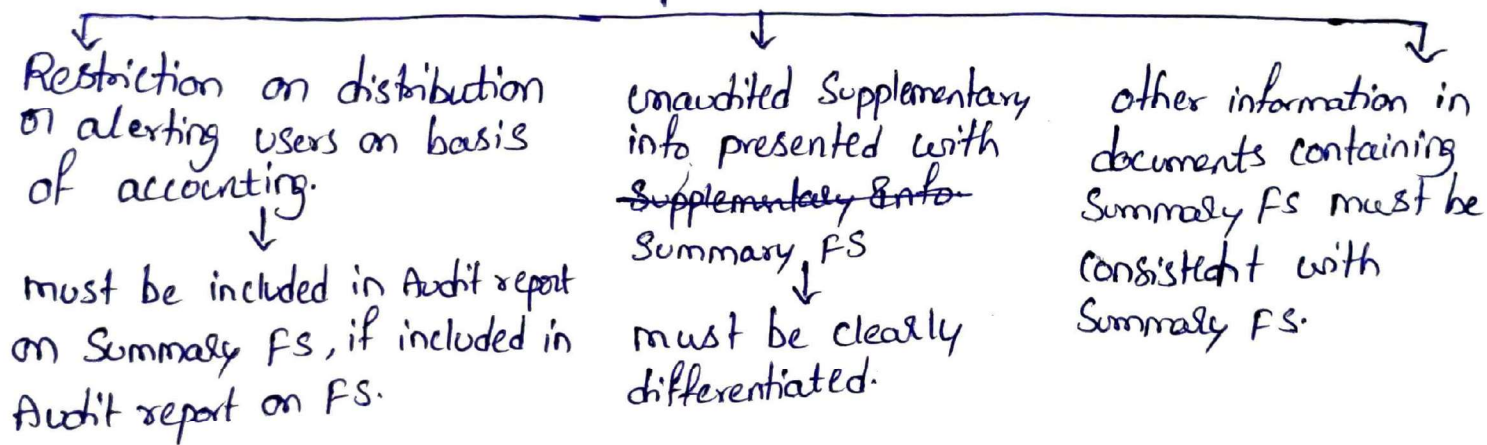 Restriction on distribution
or alerting users on basis
of accounting.
must be included in Audit report
on Summary FS, if included in
Audit report on FS.
unaudited Supplementary
info presented with
Supplementary Info.
Summary FS
must be clearly
differentiated.
other information in
documents containing
Summary FS must be
consistent with
Summary FS.